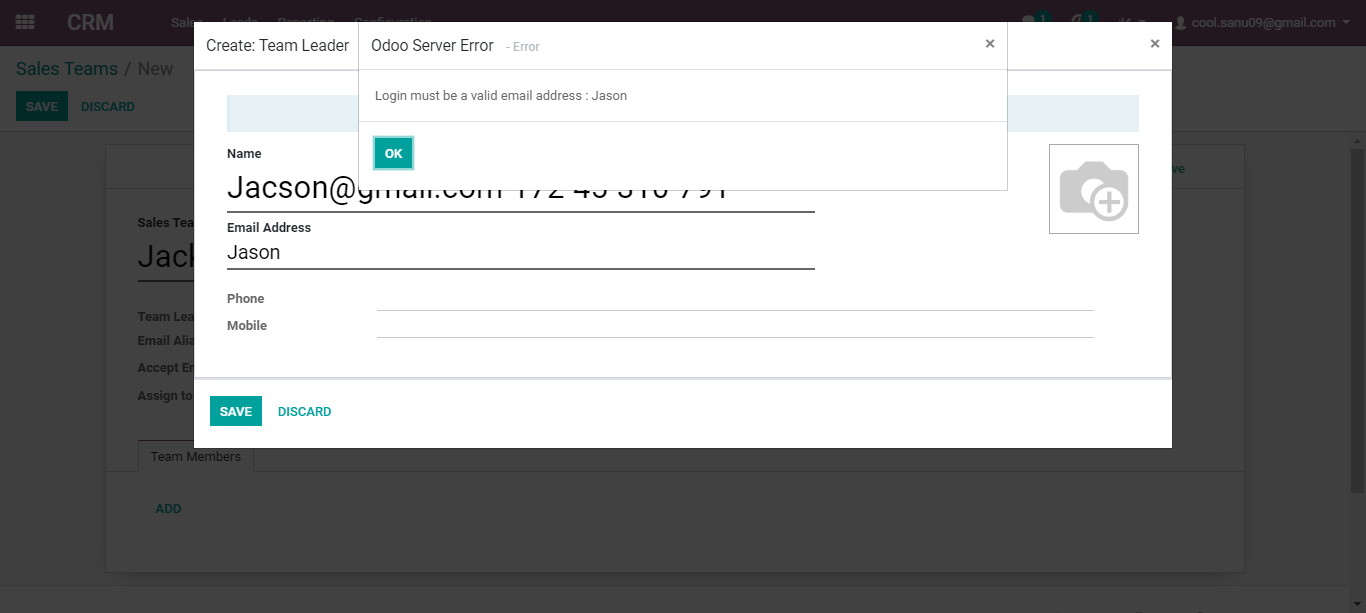 CRM
Sales Leads Reporting Configuration
1
1
cool.sanu09@gmail.com
Sales Teams / New
SAVE DISCARD
Create: Team Leader
Odoo Server Error - Error
×
×
Login must be a valid email address : Jason
OK
Name
Jacson@gmail.com 172 45 310 791
Email Address
Jason
Phone
Mobile
SAVE DISCARD
Sales Tea
Jack
Team Lea
Email Alia
Accept Em
Assign to
Team Members
ADD